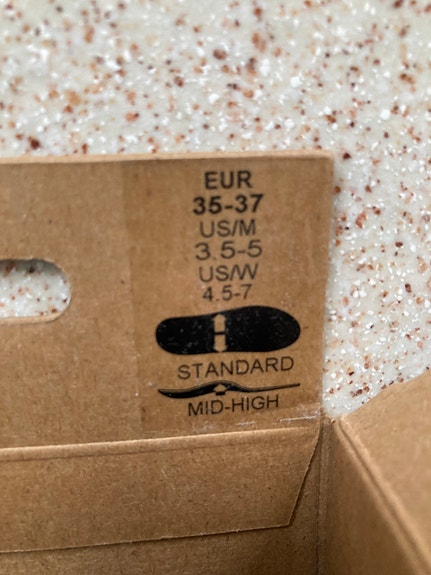 EUR
35-37
US/M
3.5-5
US/W
4.5-7
STANDARD
MID-HIGH